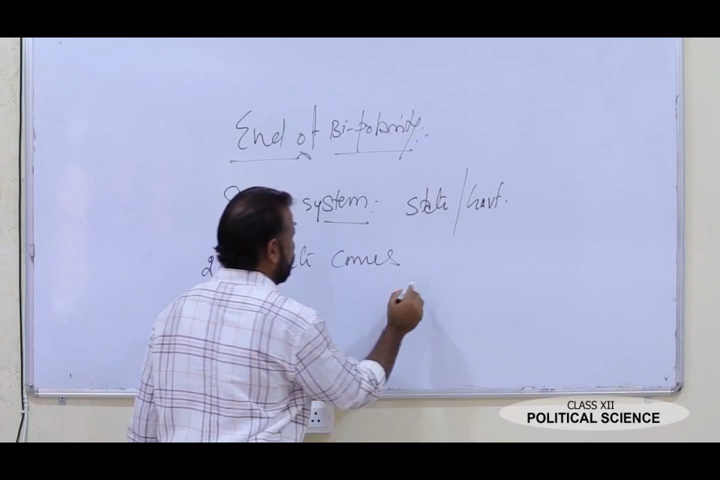 End of Bi-polarity:
system: state/Govt.
comes
CLASS XII
POLITICAL SCIENCE